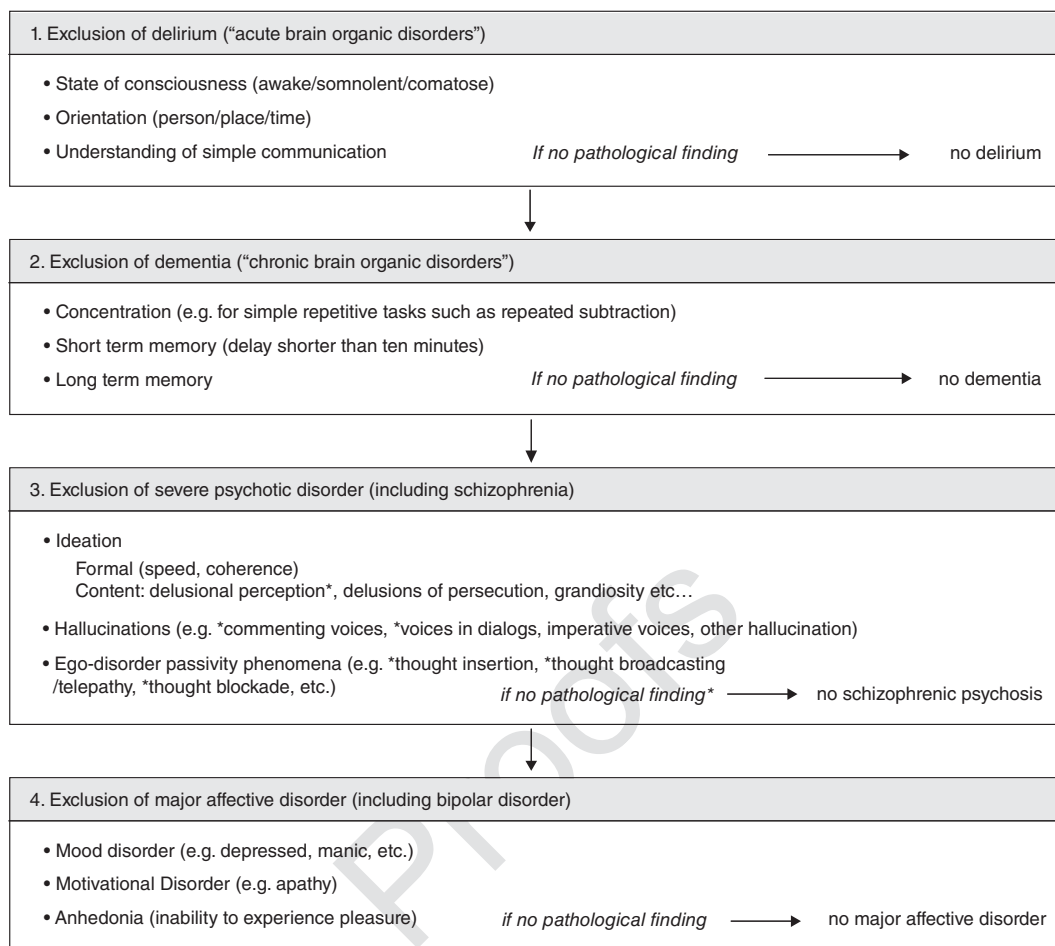 1. Exclusion of delirium (“acute brain organic disorders”)
• State of consciousness (awake/somnolent/comatose)
• Orientation (person/place/time)
• Understanding of simple communication If no pathological finding no delirium
2. Exclusion of dementia (“chronic brain organic disorders”)
• Concentration (e.g. for simple repetitive tasks such as repeated subtraction)
• Short term memory (delay shorter than ten minutes)
• Long term memory If no pathological finding no dementia
3. Exclusion of severe psychotic disorder (including schizophrenia)
• Ideation
Formal (speed, coherence)
Content: delusional perception*, delusions of persecution, grandiosity etc…
• Hallucinations (e.g. *commenting voices, *voices in dialogs, imperative voices, other hallucination)
• Ego-disorder passivity phenomena (e.g. *thought insertion, *thought broadcasting
/telepathy, *thought blockade, etc.) if no pathological finding* no schizophrenic psychosis
4. Exclusion of major affective disorder (including bipolar disorder)
• Mood disorder (e.g. depressed, manic, etc.)
• Motivational Disorder (e.g. apathy)
• Anhedonia (inability to experience pleasure) if no pathological finding no major affective disorder
Proofs